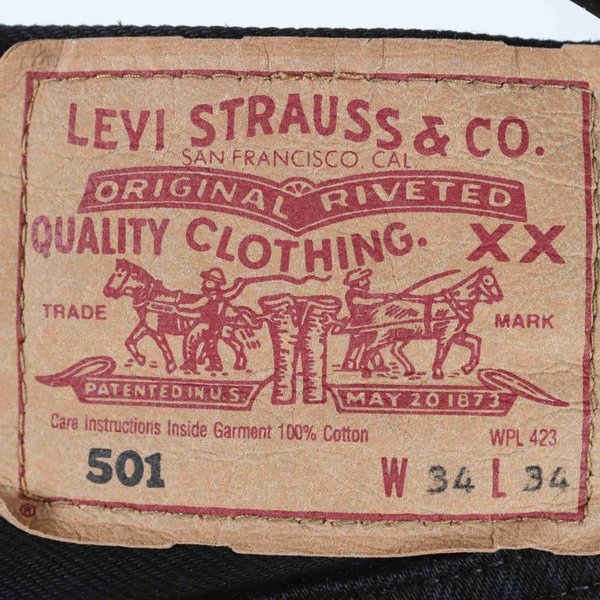 LEVI STRAUSS & CO.
SAN FRANCISCO, CAL.
ORIGINAL RIVETED
QUALITY CLOTHING. XX
TRADE MARK
PATENTED IN U.S. MAY 20 1873
Care Instructions Inside Garment 100% Cotton WPL 423
501 W 34 L 34
®